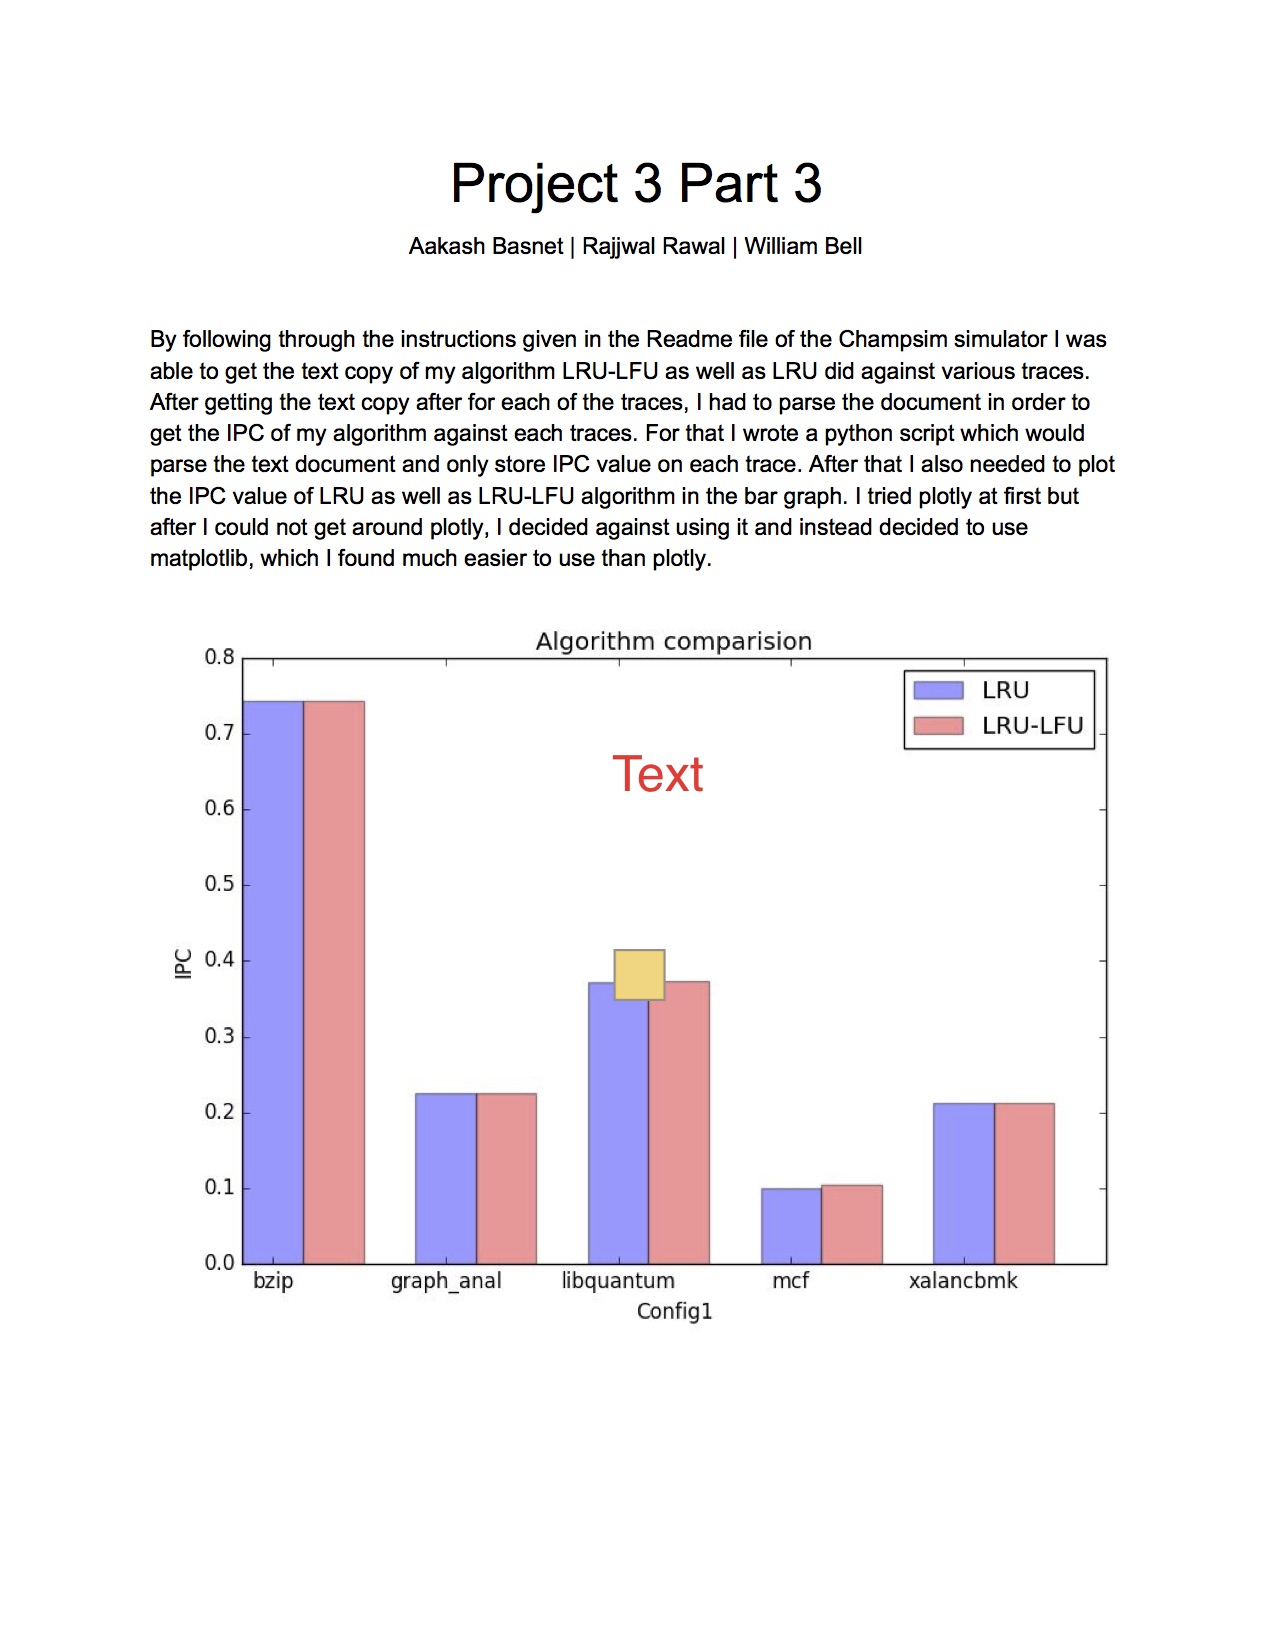 Project 3 Part 3
Aakash Basnet | Rajjwal Rawal | William Bell
By following through the instructions given in the Readme file of the Champsim simulator I was
able to get the text copy of my algorithm LRU-LFU as well as LRU did against various traces.
After getting the text copy after for each of the traces, I had to parse the document in order to
get the IPC of my algorithm against each traces. For that I wrote a python script which would
parse the text document and only store IPC value on each trace. After that I also needed to plot
the IPC value of LRU as well as LRU-LFU algorithm in the bar graph. I tried plotly at first but
after I could not get around plotly, I decided against using it and instead decided to use
matplotlib, which I found much easier to use than plotly.
Algorithm comparision
LRU
LRU-LFU
Text
IPC
0.8
0.7
0.6
0.5
0.4
0.3
0.2
0.1
0.0
bzip graph_anal libquantum mcf xalancbmk
Config1